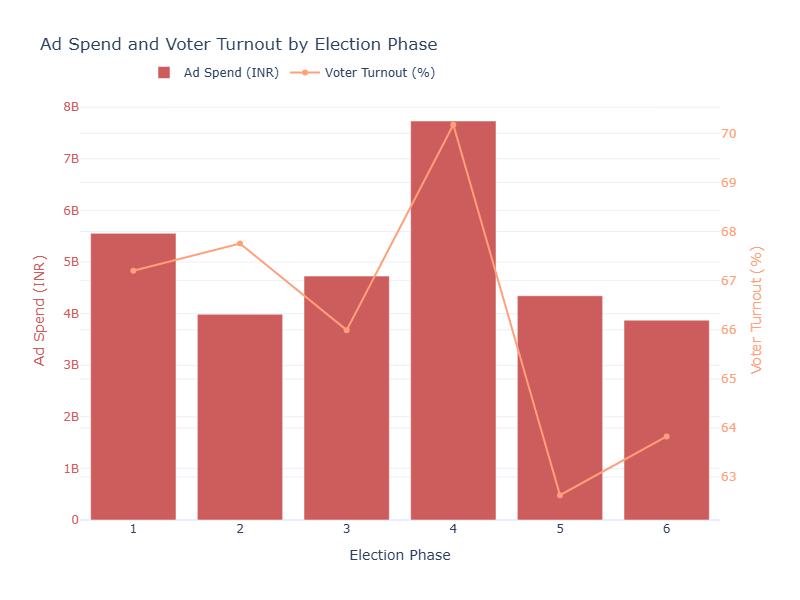 Ad Spend and Voter Turnout by Election Phase
Ad Spend (INR) Voter Turnout (%)
8B
7B
6B
5B
4B
3B
2B
1B
0
Ad Spend (INR)
70
69
68
67
66
65
64
63
Voter Turnout (%)
1 2 3 4 5 6
Election Phase